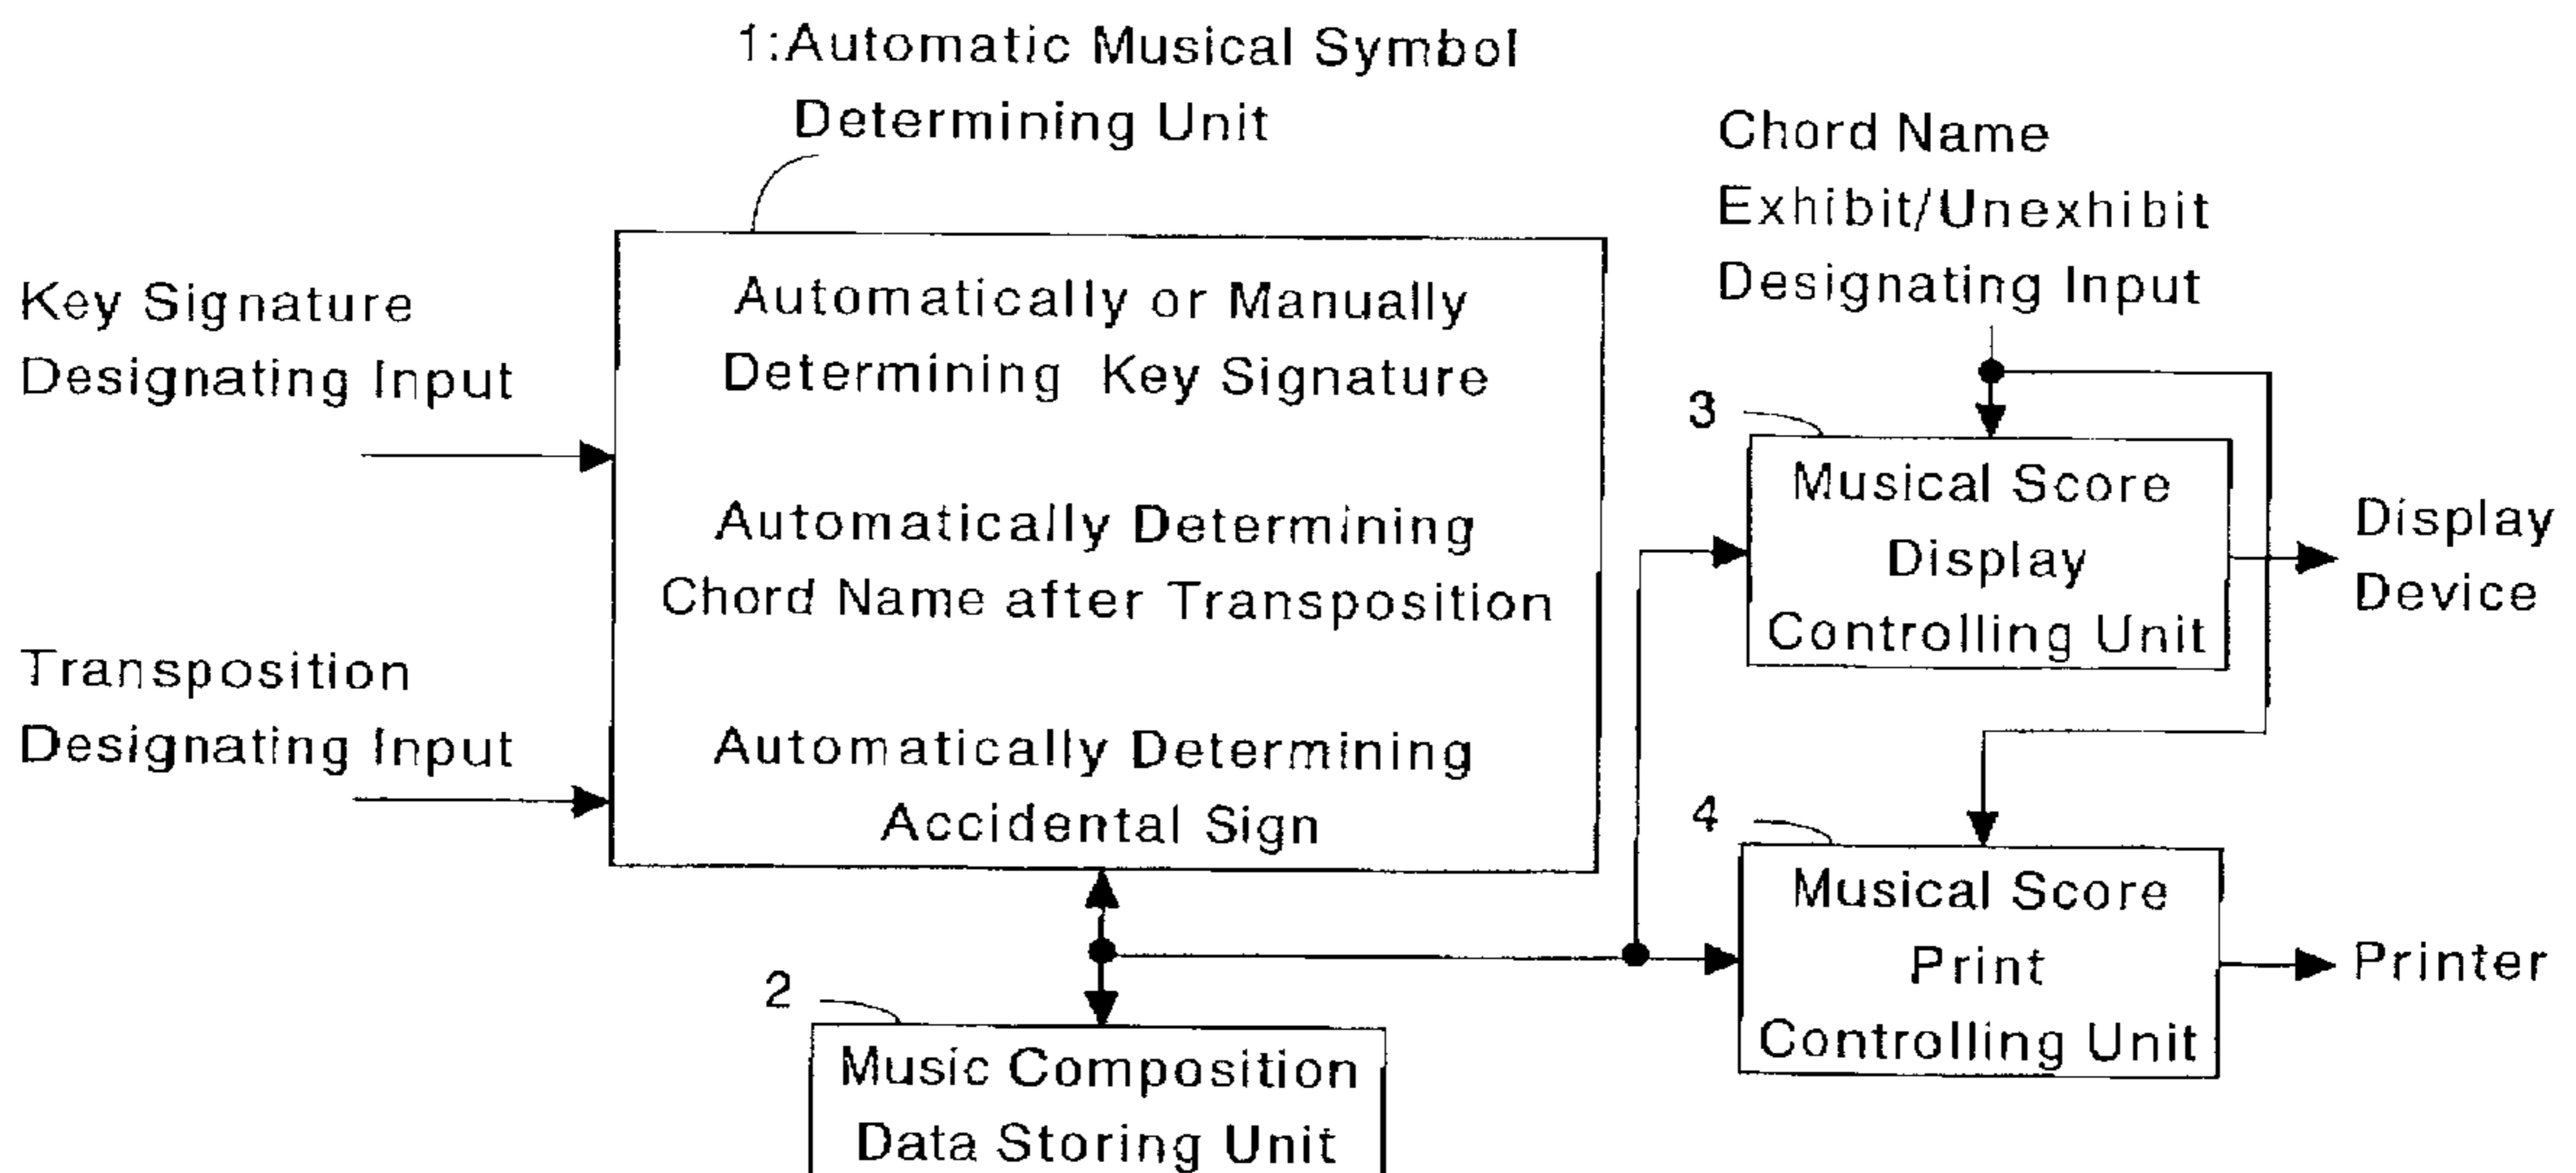 1:Automatic Musical Symbol
Determining Unit
Key Signature
Designating Input
Transposition
Designating Input
Automatically or Manually
Determining Key Signature
Automatically Determining
Chord Name after Transposition
Automatically Determining
Accidental Sign
2
Music Composition
Data Storing Unit
Chord Name
Exhibit/Unexhibit
Designating Input
3
Musical Score
Display
Controlling Unit
Display
Device
4
Musical Score
Print
Controlling Unit
Printer